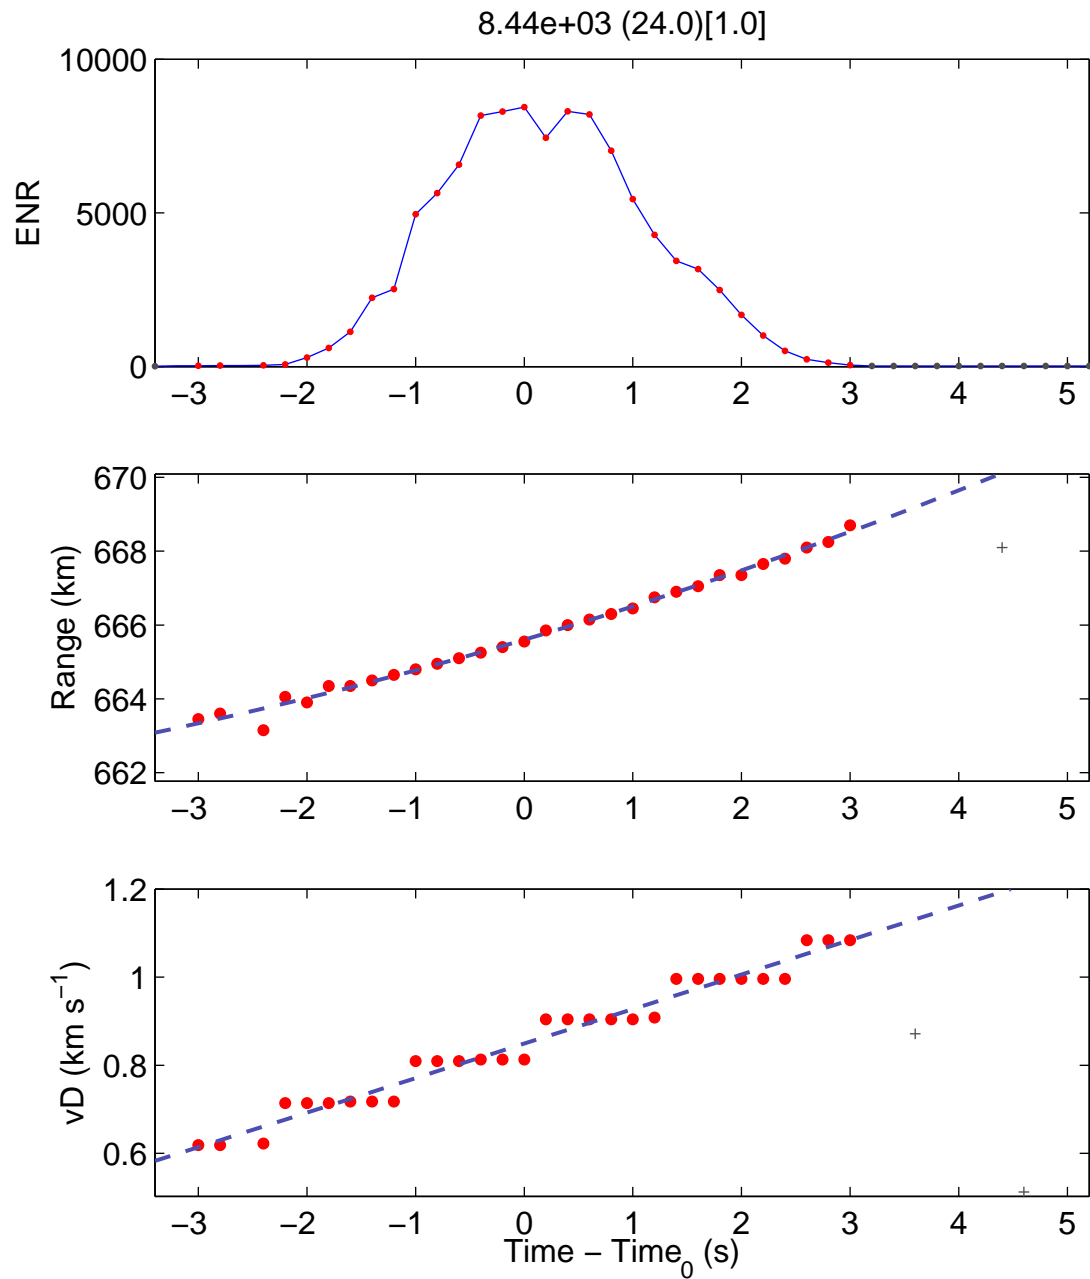 8.44e+03 (24.0)[1.0]
10000
5000
0
ENR
−3 −2 −1 0 1 2 3 4 5
670
668
666
664
662
Range (km)
−3 −2 −1 0 1 2 3 4 5
1.2
1
0.8
0.6
vD (km s−1)
−3 −2 −1 0 1 2 3 4 5
Time − Time0 (s)